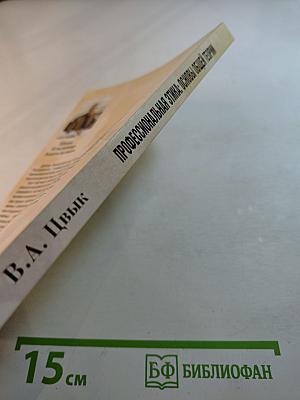 ПРОФЕССИОНАЛЬНАЯ ЭТИКА: ОСНОВЫ ОБЩЕЙ ТЕОРИИ
В.А. Цвык
15 см
БФ БИБЛИОФАН